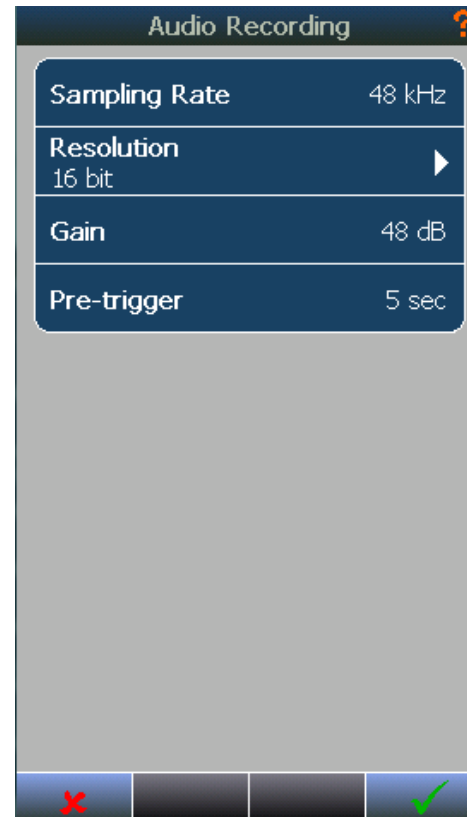 Audio Recording ?
Sampling Rate 48 kHz
Resolution
16 bit
Gain 48 dB
Pre-trigger 5 sec